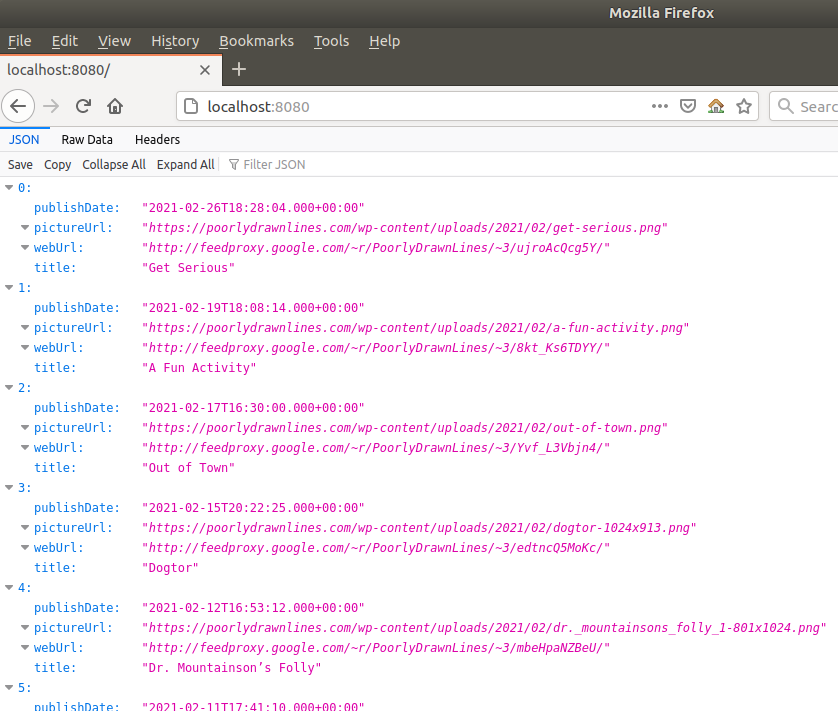 Mozilla Firefox
File Edit View History Bookmarks Tools Help
localhost:8080/
localhost:8080 Searc
JSON Raw Data Headers
Save Copy Collapse All Expand All Filter JSON
0:
publishDate: "2021-02-26T18:28:04.000+00:00"
pictureUrl: "https://poorlydrawnlines.com/wp-content/uploads/2021/02/get-serious.png"
webUrl: "http://feedproxy.google.com/~r/PoorlyDrawnLines/~3/ujroAcQcg5Y/"
title: "Get Serious"
1:
publishDate: "2021-02-19T18:08:14.000+00:00"
pictureUrl: "https://poorlydrawnlines.com/wp-content/uploads/2021/02/a-fun-activity.png"
webUrl: "http://feedproxy.google.com/~r/PoorlyDrawnLines/~3/8kt_Ks6TDYY/"
title: "A Fun Activity"
2:
publishDate: "2021-02-17T16:30:00.000+00:00"
pictureUrl: "https://poorlydrawnlines.com/wp-content/uploads/2021/02/out-of-town.png"
webUrl: "http://feedproxy.google.com/~r/PoorlyDrawnLines/~3/Yvf_L3Vbjn4/"
title: "Out of Town"
3:
publishDate: "2021-02-15T20:22:25.000+00:00"
pictureUrl: "https://poorlydrawnlines.com/wp-content/uploads/2021/02/dogtor-1024x913.png"
webUrl: "http://feedproxy.google.com/~r/PoorlyDrawnLines/~3/edtncQ5MoKc/"
title: "Dogtor"
4:
publishDate: "2021-02-12T16:53:12.000+00:00"
pictureUrl: "https://poorlydrawnlines.com/wp-content/uploads/2021/02/dr._mountainsons_folly_1-801x1024.png"
webUrl: "http://feedproxy.google.com/~r/PoorlyDrawnLines/~3/mbeHpaNZBeU/"
title: "Dr. Mountainson’s Folly"
5:
publishDate: "2021-02-11T17:41:10.000+00:00"